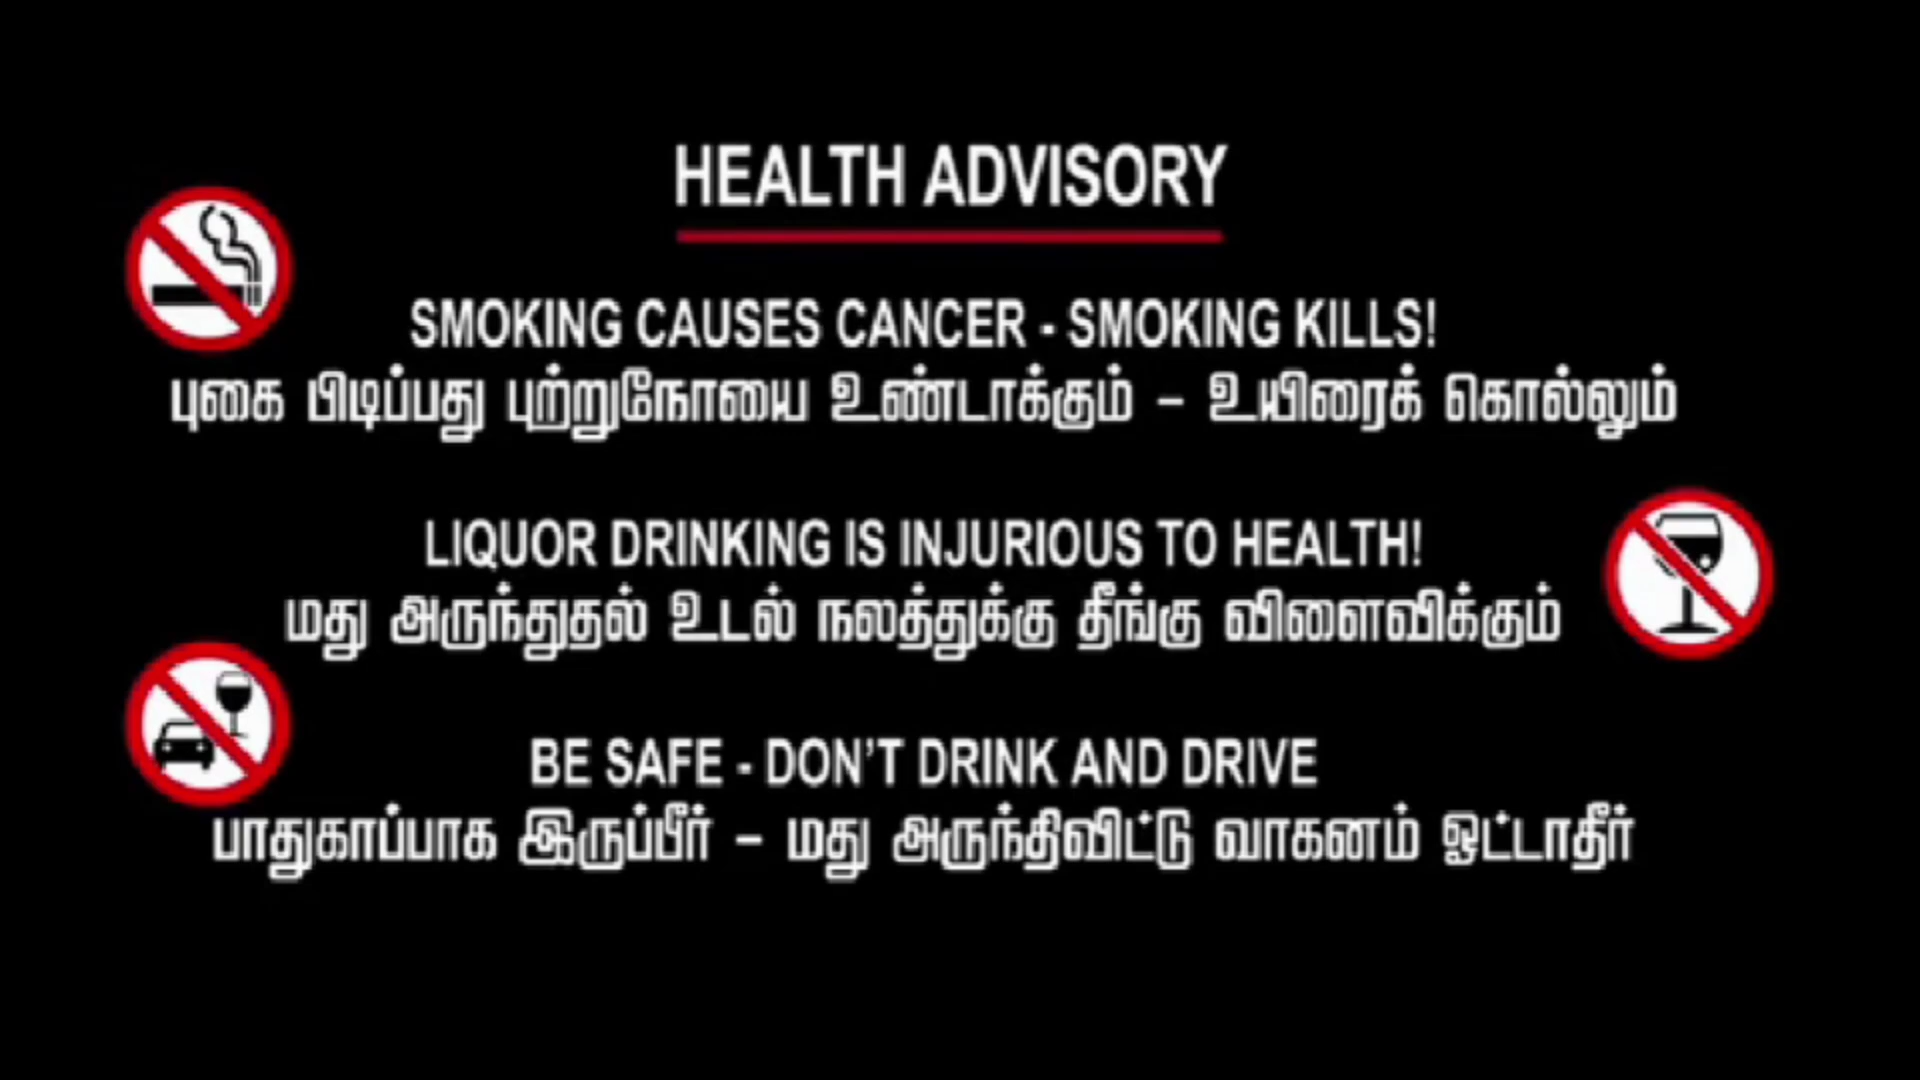 HEALTH ADVISORY
SMOKING CAUSES CANCER - SMOKING KILLS!
புகை பிடிப்பது புற்றுநோயை உண்டாக்கும் – உயிரைக் கொல்லும்
LIQUOR DRINKING IS INJURIOUS TO HEALTH!
மது அருந்துதல் உடல் நலத்துக்கு தீங்கு விளைவிக்கும்
BE SAFE - DON'T DRINK AND DRIVE
பாதுகாப்பாக இருப்பீர் – மது அருந்திவிட்டு வாகனம் ஓட்டாதீர்